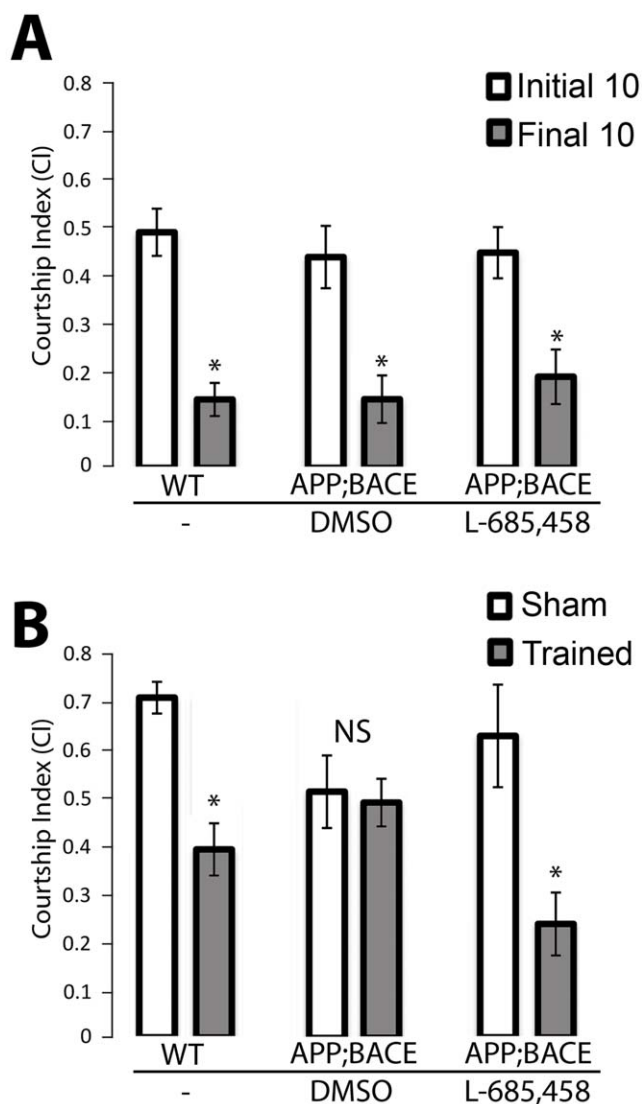 A
Initial 10
Final 10
Courtship Index (CI)
0.8
0.7
0.6
0.5
0.4
0.3
0.2
0.1
0
*
*
*
WT APP;BACE APP;BACE
- DMSO L-685,458
B
Sham
Trained
Courtship Index (CI)
0.8
0.7
0.6
0.5
0.4
0.3
0.2
0.1
0
*
NS
*
WT APP;BACE APP;BACE
- DMSO L-685,458